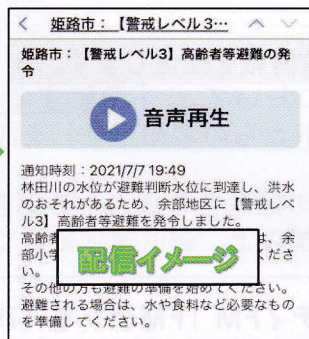 姫路市：【警戒レベル3…
姫路市：【警戒レベル3】高齢者等避難の発
令
音声再生
通知時刻：2021/7/7 19:49
林田川の水位が避難判断水位に到達し、洪水
のおそれがあるため、余部地区に【警戒レベ
ル3】高齢者等避難を発令しました。
高齢者 は、余
部小学 くださ
い。
配信イメージ
その他の方も避難の準備を始めてください。
避難される場合は、水や食料など必要なもの
を準備してください。